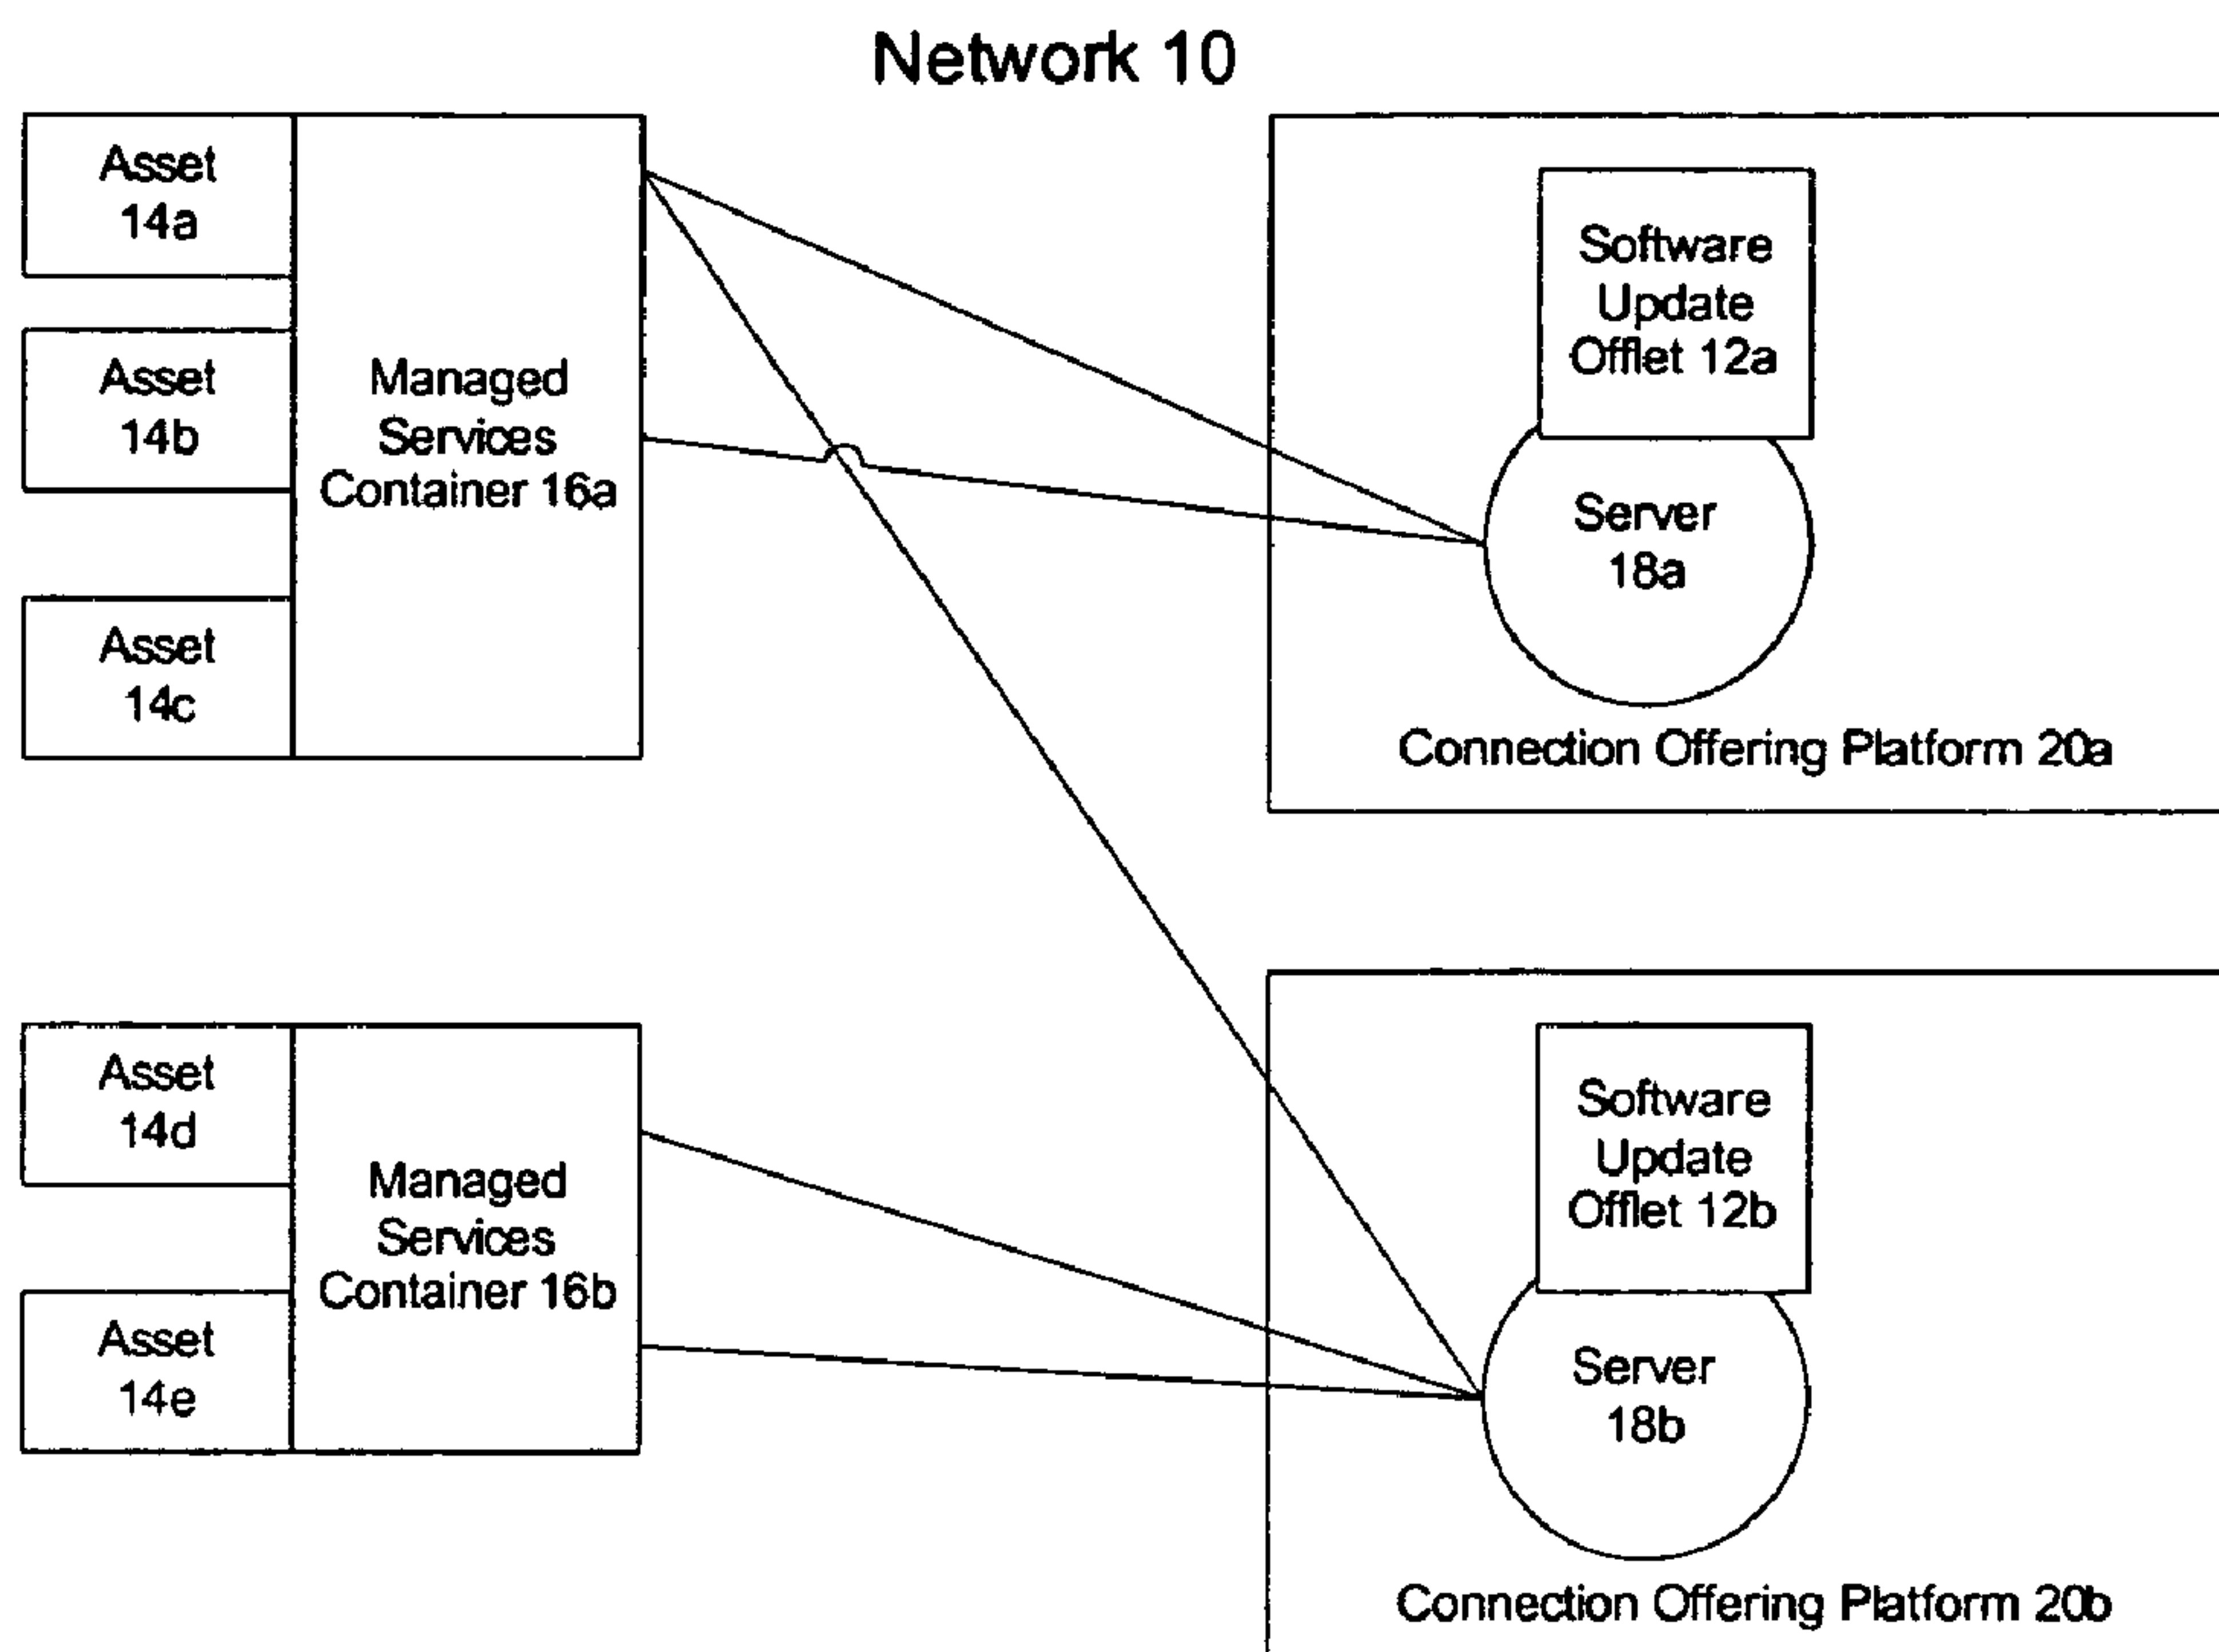 Network 10
Asset
14a
Asset
14b
Asset
14c
Managed
Services
Container 16a
Software
Update
Offlet 12a
Server
18a
Connection Offering Platform 20a
Asset
14d
Asset
14e
Managed
Services
Container 16b
Software
Update
Offlet 12b
Server
18b
Connection Offering Platform 20b